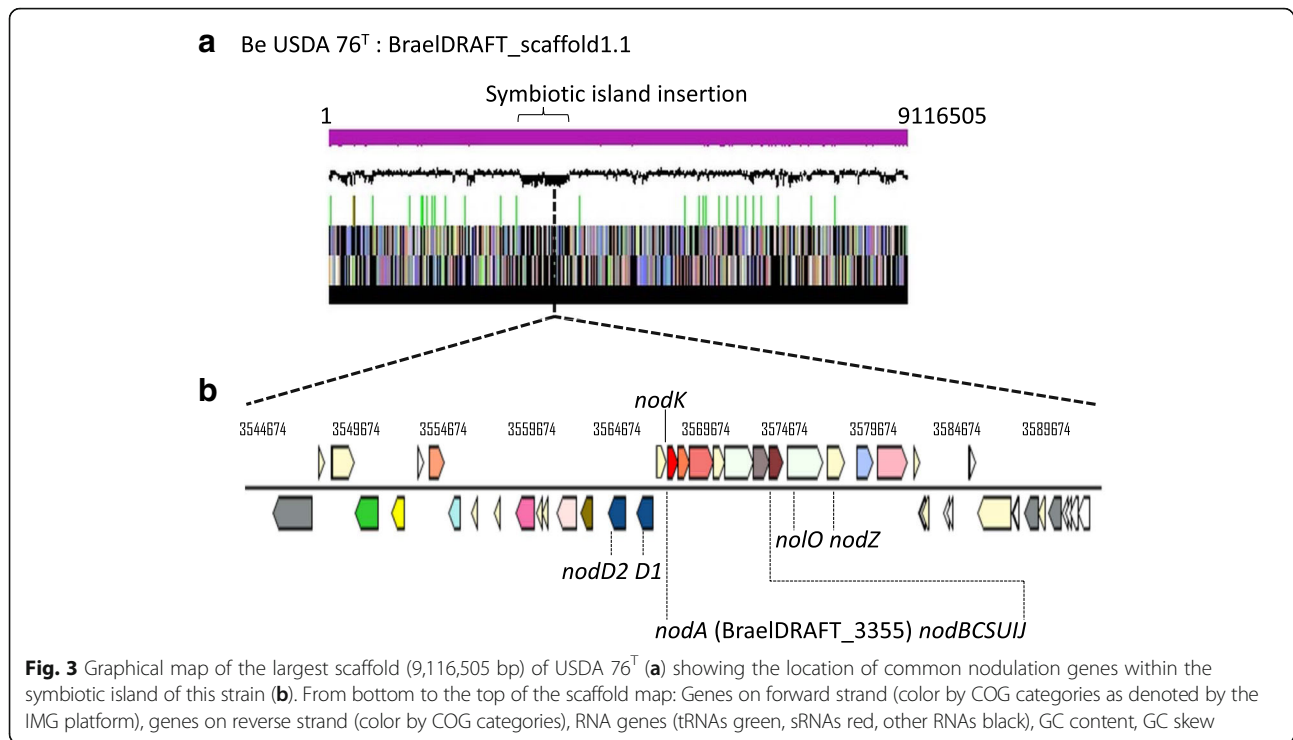 a Be USDA 76ᵀ : BraelDRAFT_scaffold1.1
Symbiotic island insertion
1 9116505
b
nodK
3544674 3549674 3554674 3559674 3564674 3569674 3574674 3579674 3584674 3589674
nolO nodZ
nodD2 D1
nodA (BraelDRAFT_3355) nodBCSUIJ
Fig. 3 Graphical map of the largest scaffold (9,116,505 bp) of USDA 76ᵀ (a) showing the location of common nodulation genes within the
symbiotic island of this strain (b). From bottom to the top of the scaffold map: Genes on forward strand (color by COG categories as denoted by the
IMG platform), genes on reverse strand (color by COG categories), RNA genes (tRNAs green, sRNAs red, other RNAs black), GC content, GC skew